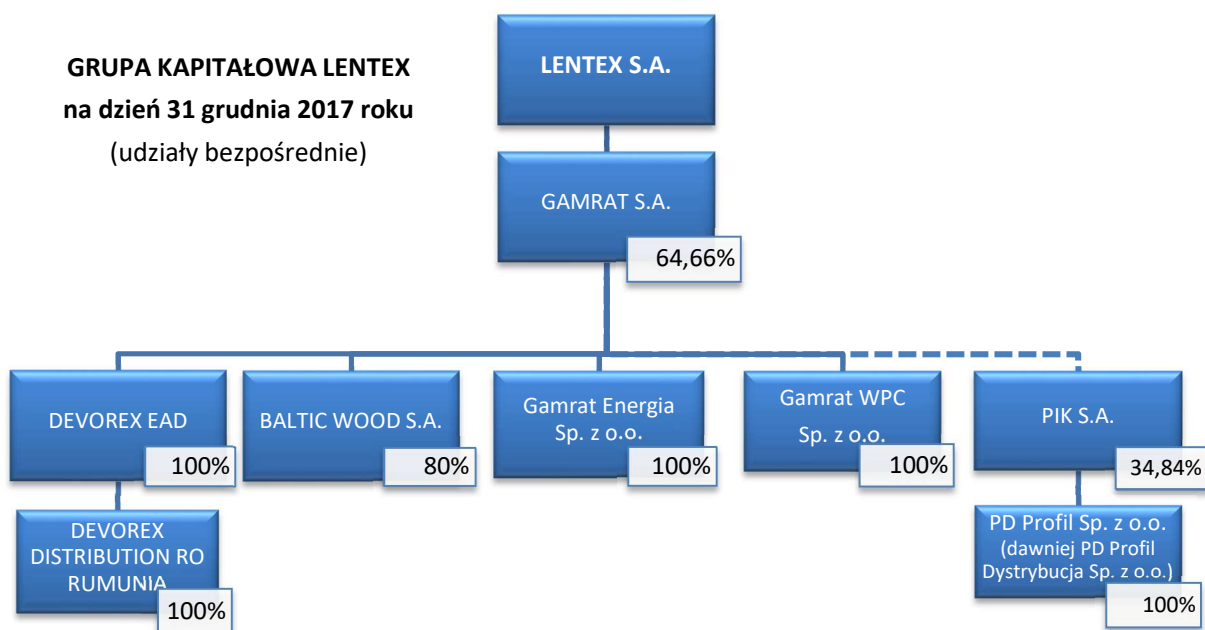 GRUPA KAPITAŁOWA LENTEX
na dzień 31 grudnia 2017 roku
(udziały bezpośrednie)
LENTEX S.A.
GAMRAT S.A.
64,66%
DEVOREX EAD
100%
BALTIC WOOD S.A.
80%
Gamrat Energia
Sp. z o.o.
100%
Gamrat WPC
Sp. z o.o.
100%
PIK S.A.
34,84%
DEVOREX
DISTRIBUTION RO
RUMUNIA
100%
PD Profil Sp. z o.o.
(dawniej PD Profil
Dystrybucja Sp. z o.o.)
100%